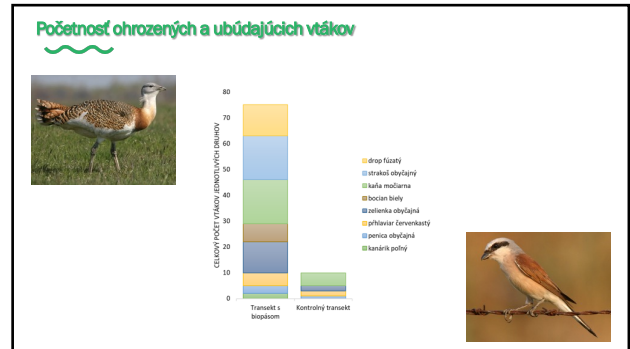 Početnosť ohrozených a ubúdajúcich vtákov
CELKOVÝ POČET VTÁKOV JEDNOTLIVÝCH DRUHOV
80
70
60
50
40
30
20
10
0
Transekt s
biopásom
Kontrolný transekt
drop fúzatý
strakoš obyčajný
kaňa močiarna
bocian biely
zelienka obyčajná
pŕhlaviar červenkastý
penica obyčajná
kanárik poľný